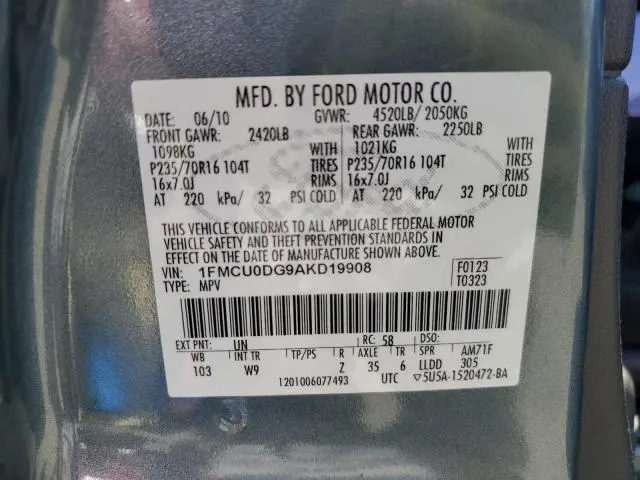 MFD. BY FORD MOTOR CO.
DATE: 06/10 GVWR: 4520LB/ 2050KG
FRONT GAWR: 2420LB REAR GAWR: 2250LB
1098KG WITH 1021KG WITH
P235/70R16 104T TIRES P235/70R16 104T TIRES
16x7.0J RIMS 16x7.0J RIMS
AT 220 kPa/ 32 PSI COLD AT 220 kPa/ 32 PSI COLD
THIS VEHICLE CONFORMS TO ALL APPLICABLE FEDERAL MOTOR
VEHICLE SAFETY AND THEFT PREVENTION STANDARDS IN
EFFECT ON THE DATE OF MANUFACTURE SHOWN ABOVE.
VIN: 1FMCU0DG9AKD19908 F0123
TYPE: MPV T0323
EXT PNT: UN RC: 58 DSO:
WB INT TR TP/PS R AXLE TR SPR AM71F
103 W9 Z 35 6 LLDD 305
1201006077493 UTC ▽5U5A-1520472-BA